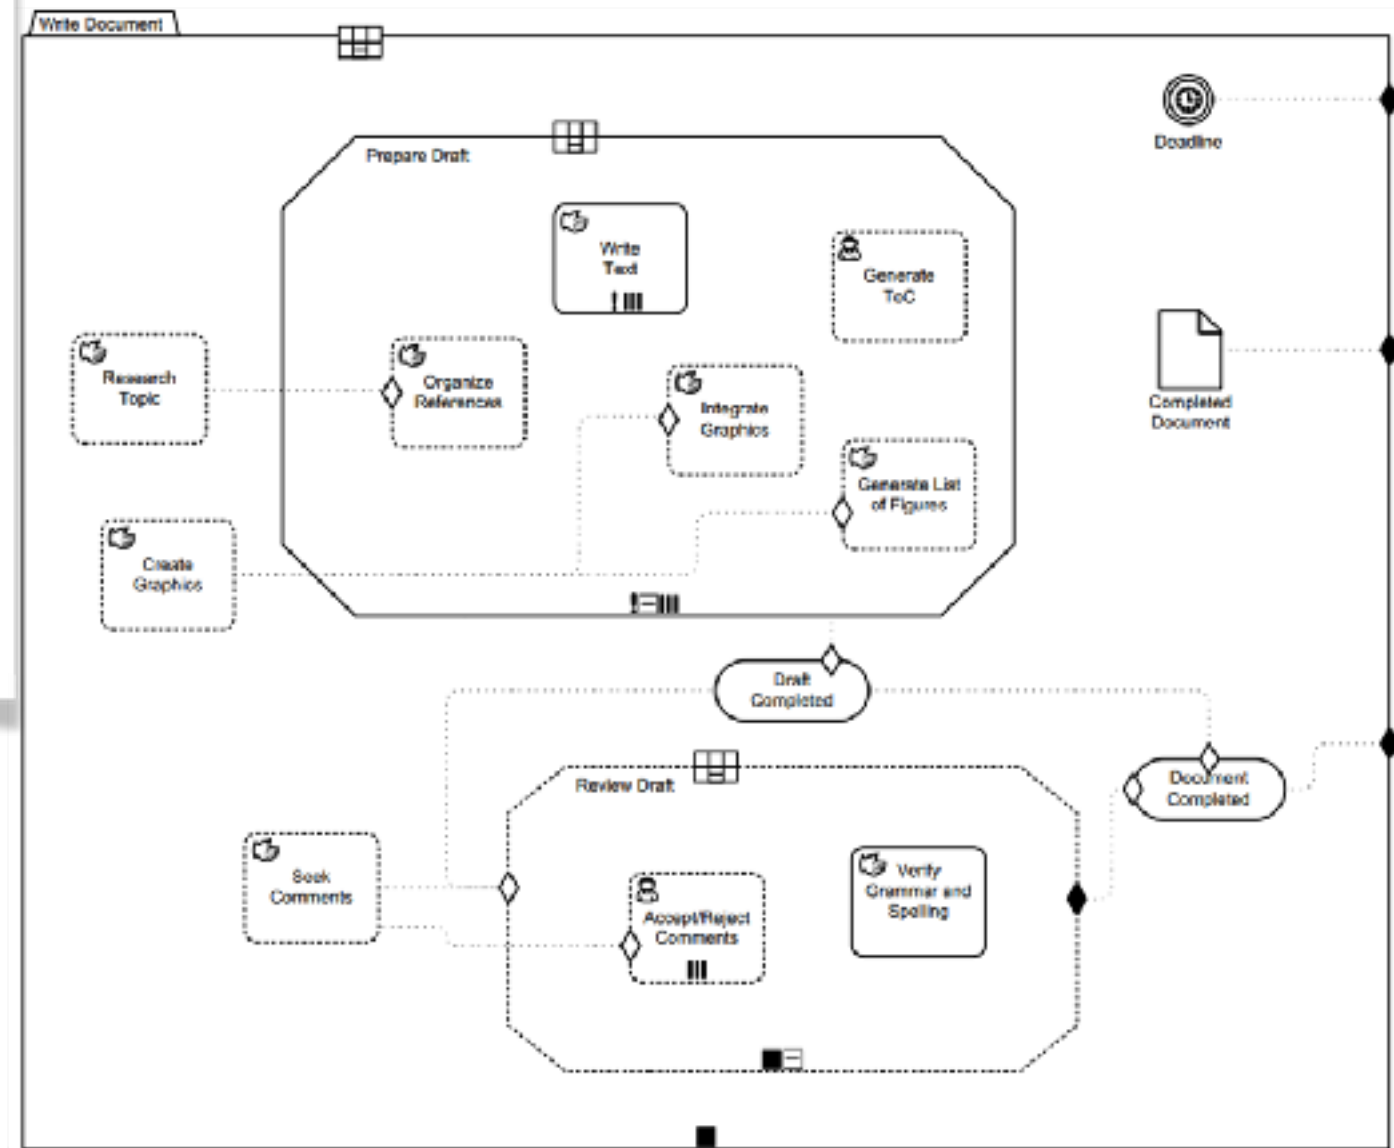 Write Document
Deadline
Prepare Draft
Write
Text
Generate
ToC
Research
Topic
Organize
References
Integrate
Graphics
Completed
Document
Generate List
of Figures
Create
Graphics
Draft
Completed
Review Draft
Document
Completed
Seek
Comments
Accept/Reject
Comments
Verify
Grammar and
Spelling